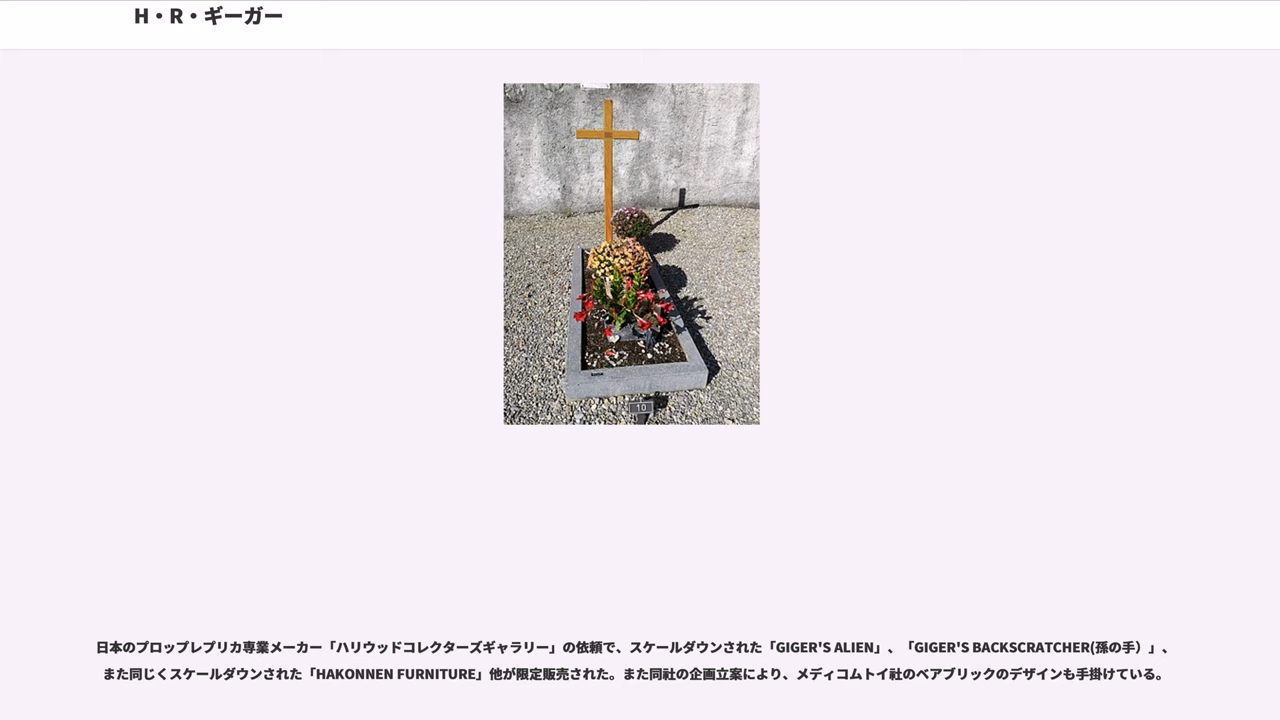 H・R・ギーガー
10
日本のプロップレプリカ専業メーカー「ハリウッドコレクターズギャラリー」の依頼で、スケールダウンされた「GIGER'S ALIEN」、「GIGER'S BACKSCRATCHER(孫の手）」、
また同じくスケールダウンされた「HAKONNEN FURNITURE」他が限定販売された。また同社の企画立案により、メディコムトイ社のベアブリックのデザインも手掛けている。